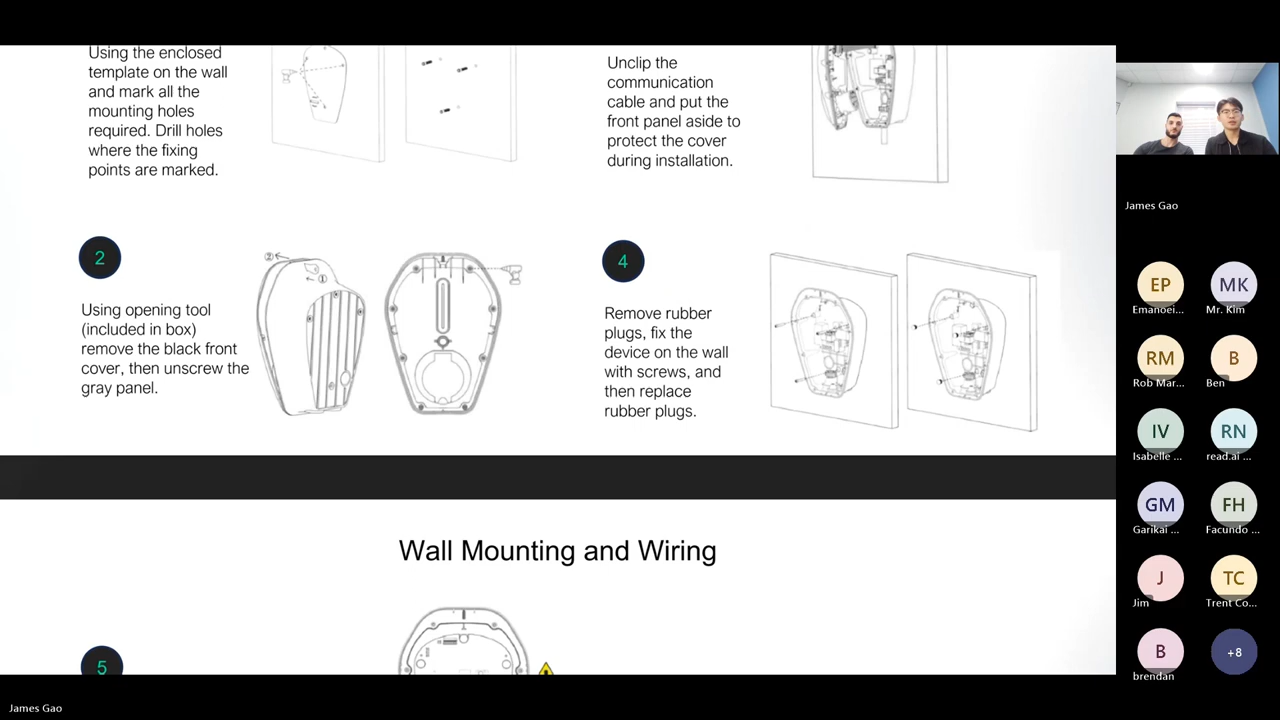 Using the enclosed
template on the wall
and mark all the
mounting holes
required. Drill holes
where the fixing
points are marked.
Unclip the
communication
cable and put the
front panel aside to
protect the cover
during installation.
2
Using opening tool
(included in box)
remove the black front
cover, then unscrew the
gray panel.
②
①
4
Remove rubber
plugs, fix the
device on the wall
with screws, and
then replace
rubber plugs.
Wall Mounting and Wiring
5
James Gao
EP
Emanoei...
MK
Mr. Kim
RM
Rob Mar...
B
Ben
IV
Isabelle ...
RN
read.ai ...
GM
Garikai ...
FH
Facundo ...
J
Jim
TC
Trent Co...
B
brendan
+8
James Gao